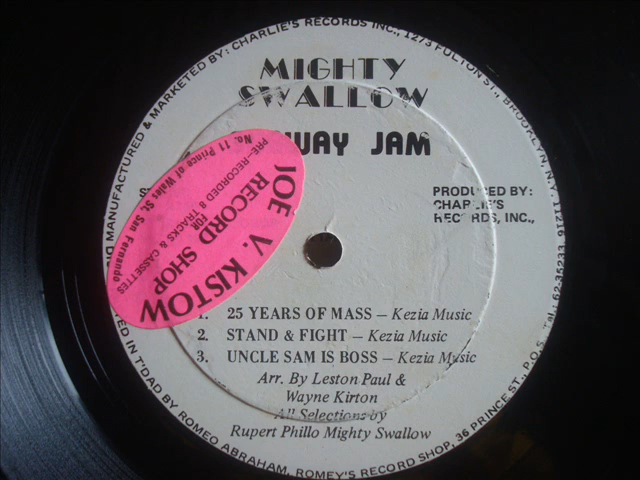 MANUFACTURED & MARKETED BY: CHARLIE'S RECORDS INC., 1273 FULTON ST., BROOKLYN N.Y.
MIGHTY
SWALLOW
WAY JAM
PRODUCED BY:
CHARLIE'S
RECORDS, INC.,
JOE V. KISTOW
RECORD SHOP
FOR
PRE-RECORDED 8 TRACKS & CASSETTES
No. 11 Prince of Wales St. San Fernando
1. 25 YEARS OF MASS – Kezia Music
2. STAND & FIGHT – Kezia Music
3. UNCLE SAM IS BOSS – Kezia Music
Arr. By Leston Paul &
Wayne Kirton
All Selections by
Rupert Phillo Mighty Swallow
IN T'DAD BY ROMEO ABRAHAM, ROMEY'S RECORD SHOP, 36 PRINCE ST., P.O.S.